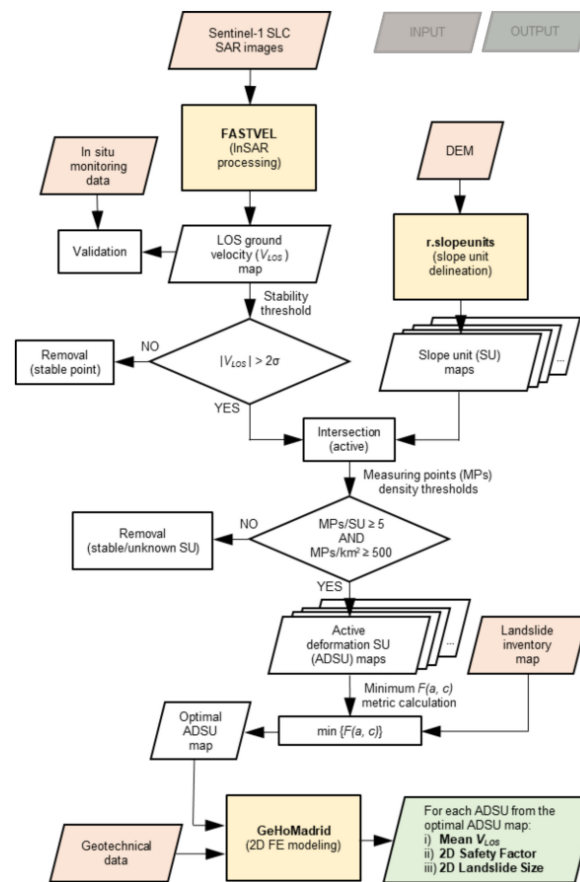 Sentinel-1 SLC
SAR images
INPUT
OUTPUT
FASTVEL
(InSAR
processing)
In situ
monitoring
data
DEM
Validation
LOS ground
velocity (V_LOS)
map
r.slopeunits
(slope unit
delineation)
Stability
threshold
NO
Removal
(stable point)
|V_LOS| > 2σ
Slope unit (SU)
maps
...
YES
Intersection
(active)
Measuring points (MPs)
density thresholds
NO
Removal
(stable/unknown SU)
MPs/SU ≥ 5
AND
MPs/km² ≥ 500
YES
Active
deformation SU
(ADSU) maps
...
Landslide
inventory
map
Minimum F(a, c)
metric calculation
Optimal
ADSU
map
min {F(a, c)}
Geotechnical
data
GeHoMadrid
(2D FE modeling)
For each ADSU from the
optimal ADSU map:
i) Mean V_LOS
ii) 2D Safety Factor
iii) 2D Landslide Size